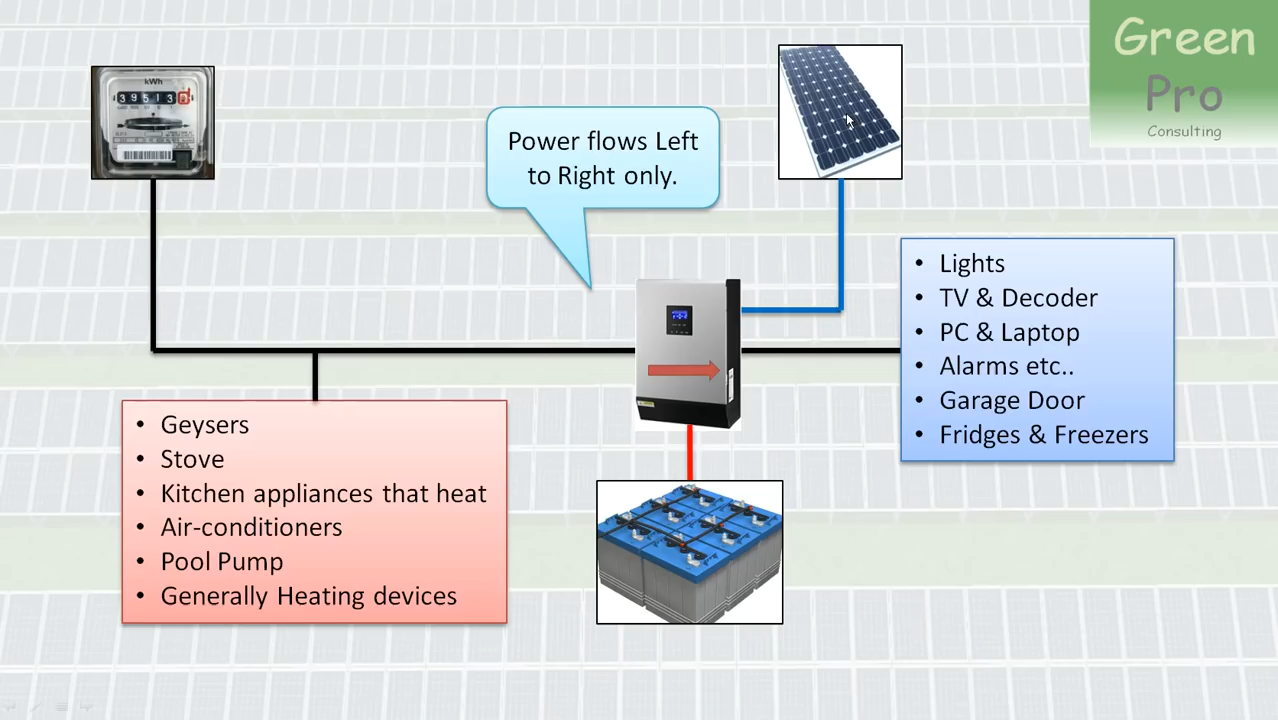 Green
Pro
Consulting
kWh
39513
Power flows Left
to Right only.
• Lights
• TV & Decoder
• PC & Laptop
• Alarms etc..
• Garage Door
• Fridges & Freezers
• Geysers
• Stove
• Kitchen appliances that heat
• Air-conditioners
• Pool Pump
• Generally Heating devices